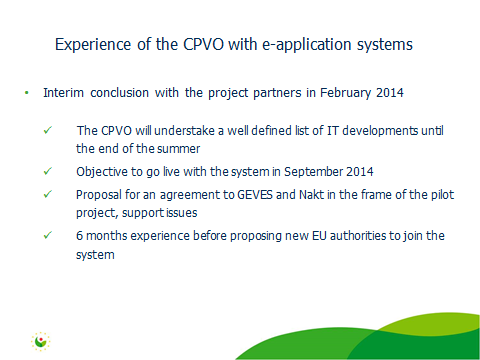 Experience of the CPVO with e-application systems
• Interim conclusion with the project partners in February 2014
✓ The CPVO will understake a well defined list of IT developments until
the end of the summer
✓ Objective to go live with the system in September 2014
✓ Proposal for an agreement to GEVES and Nakt in the frame of the pilot
project, support issues
✓ 6 months experience before proposing new EU authorities to join the
system